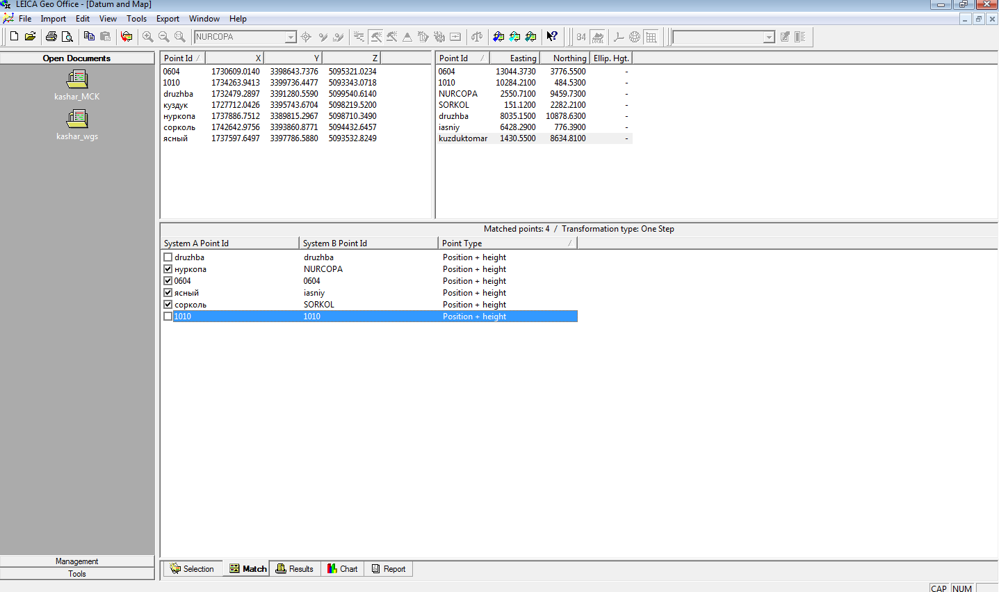 LEICA Geo Office - [Datum and Map]
File Import Edit View Tools Export Window Help
NURCOPA 84 LOCAL
Open Documents
kashar_MCK
kashar_wgs
Management
Tools
Point Id X Y Z
0604 1730609.0140 3398643.7376 5095321.0234
1010 1734263.9413 3399736.4477 5093343.0718
druzhba 1732479.2897 3391280.5590 5099540.6140
куздук 1727712.0426 3395743.6704 5098219.5200
нуркопа 1737886.7512 3389815.2967 5098710.3490
сорколь 1742642.9756 3393860.8771 5094432.6457
ясный 1737597.6497 3397786.5880 5093532.8249
Point Id Easting Northing Ellip. Hgt.
0604 13044.3730 3776.5500 -
1010 10284.2100 484.5300 -
NURCOPA 2550.7100 9459.7300 -
SORKOL 151.1200 2282.2100 -
druzhba 8035.1500 10878.6300 -
iasniy 6428.2900 776.3900 -
kuzduktomar 1430.5500 8634.8100 -
Matched points: 4 / Transformation type: One Step
System A Point Id System B Point Id Point Type
druzhba druzhba Position + height
нуркопа NURCOPA Position + height
0604 0604 Position + height
ясный iasniy Position + height
сорколь SORKOL Position + height
1010 1010 Position + height
Selection Match Results Chart Report
CAP NUM